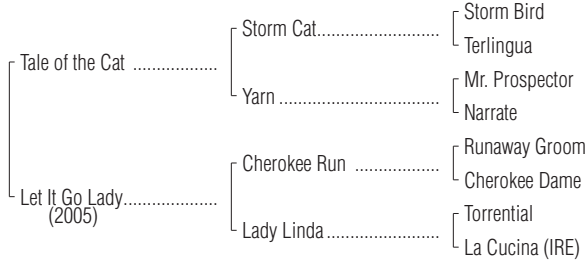 Storm Bird
Storm Cat........................................
Terlingua
Tale of the Cat ..................
Mr. Prospector
Yarn ........................................
Narrate
Runaway Groom
Cherokee Run .....................
Cherokee Dame
Let It Go Lady....................
(2005)
Torrential
Lady Linda............................
La Cucina (IRE)